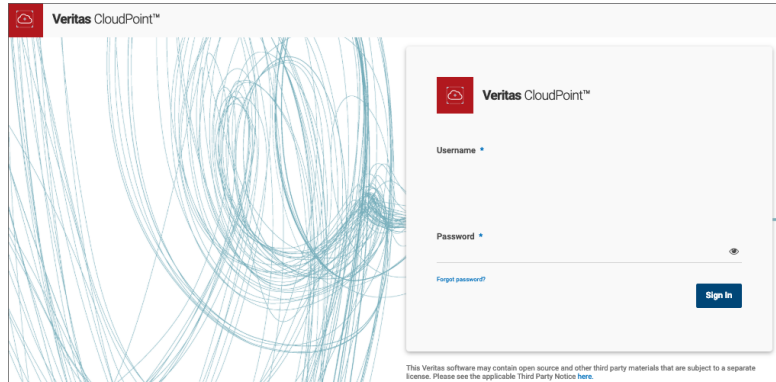 Veritas CloudPoint™
Veritas CloudPoint™
Username *
Password *
Forgot password?
Sign In
This Veritas software may contain open source and other third party materials that are subject to a separate
license. Please see the applicable Third Party Notice here.